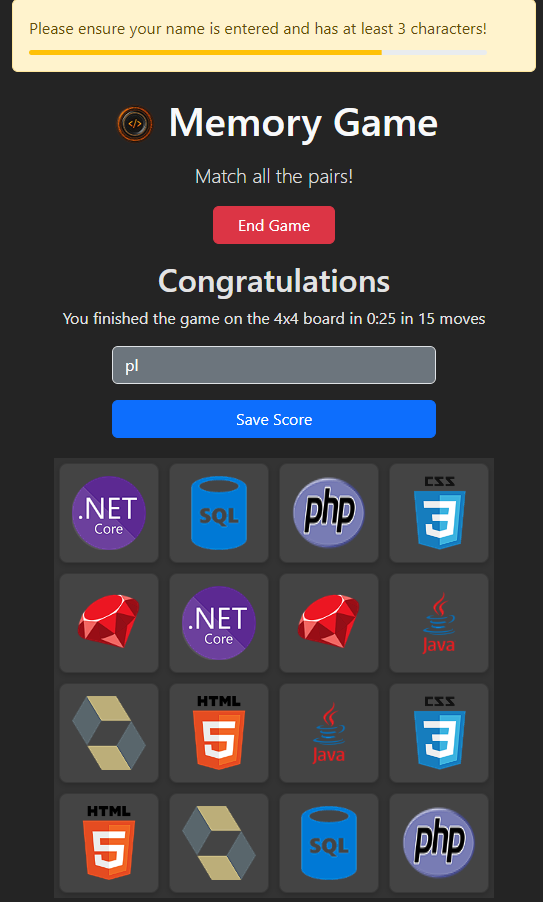 Please ensure your name is entered and has at least 3 characters!
</> Memory Game
Match all the pairs!
End Game
Congratulations
You finished the game on the 4x4 board in 0:25 in 15 moves
pl
Save Score
.NET Core SQL php CSS 3
.NET Core Java
HTML 5 Java CSS 3
HTML 5 SQL php